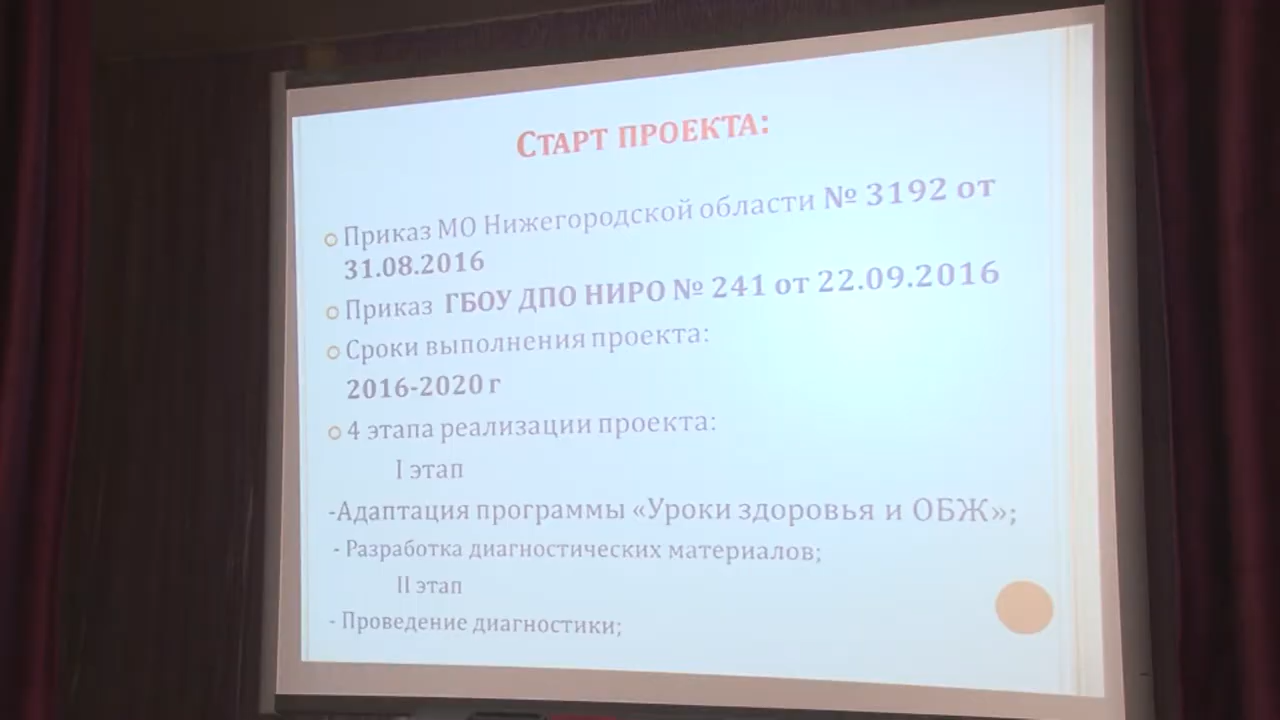 Старт проекта:
Приказ МО Нижегородской области № 3192 от
31.08.2016
Приказ ГБОУ ДПО НИРО № 241 от 22.09.2016
Сроки выполнения проекта:
2016-2020 г
4 этапа реализации проекта:
I этап
-Адаптация программы «Уроки здоровья и ОБЖ»;
- Разработка диагностических материалов;
II этап
- Проведение диагностики;